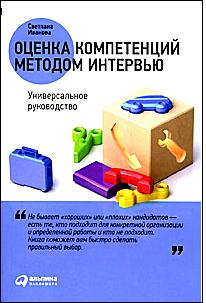 Светлана
Иванова
ОЦЕНКА КОМПЕТЕНЦИЙ
МЕТОДОМ ИНТЕРВЬЮ
Универсальное
руководство
"Не бывает «хороших» или «плохих» кандидатов —
есть те, кто подходит для конкретной организации
и определенной работы и кто не подходит.
Книга поможет вам быстро сделать
правильный выбор."
альпина
ПАБЛИШЕР